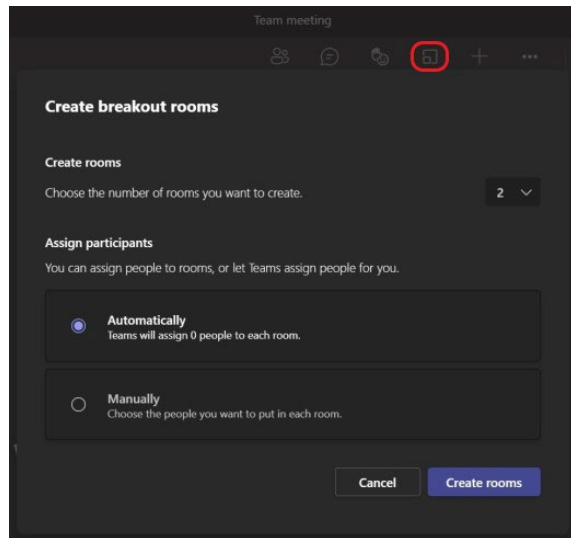 Team meeting
Create breakout rooms
Create rooms
Choose the number of rooms you want to create.
2
Assign participants
You can assign people to rooms, or let Teams assign people for you.
Automatically
Teams will assign 0 people to each room.
Manually
Choose the people you want to put in each room.
Cancel
Create rooms